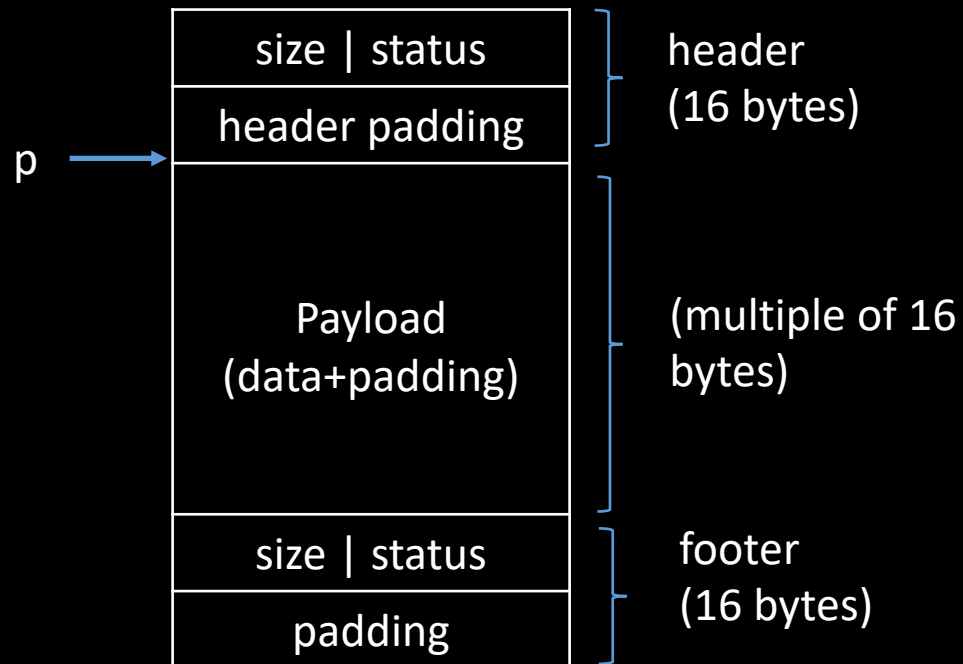 size | status
header padding
header
(16 bytes)
p
Payload
(data+padding)
(multiple of 16
bytes)
size | status
padding
footer
(16 bytes)